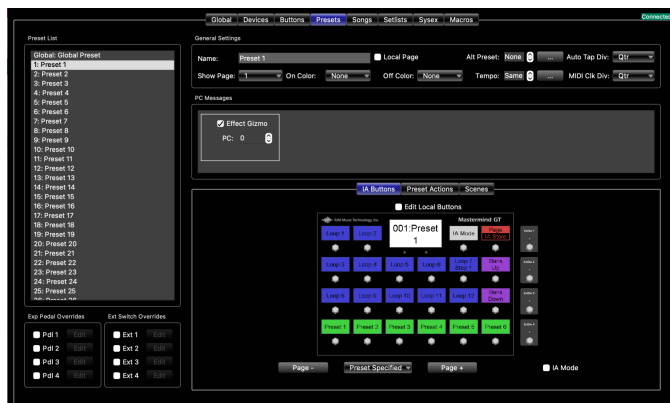 Global Devices Buttons Presets Songs Setlists Sysex Macros
Connected
Preset List
Global: Global Preset
1: Preset 1
2: Preset 2
3: Preset 3
4: Preset 4
5: Preset 5
6: Preset 6
7: Preset 7
8: Preset 8
9: Preset 9
10: Preset 10
11: Preset 11
12: Preset 12
13: Preset 13
14: Preset 14
15: Preset 15
16: Preset 16
17: Preset 17
18: Preset 18
19: Preset 19
20: Preset 20
21: Preset 21
22: Preset 22
23: Preset 23
24: Preset 24
25: Preset 25
26: Preset 26
Exp Pedal Overrides
Pdl 1 Edit
Pdl 2 Edit
Pdl 3 Edit
Pdl 4 Edit
Ext Switch Overrides
Ext 1 Edit
Ext 2 Edit
Ext 3 Edit
Ext 4 Edit
General Settings
Name: Preset 1 Local Page Alt Preset: None ... Auto Tap Div: Qtr
Show Page: 1 On Color: None Off Color: None Tempo: Same ... MIDI Clk Div: Qtr
PC Messages
Effect Gizmo
PC: 0
IA Buttons Preset Actions Scenes
Edit Local Buttons
RJM Music Technology, Inc. Mastermind GT
Loop 1 Loop 2 001:Preset 1 IA Mode Page
IA Store
Loop 3 Loop 4 Loop 5 Loop 6 Loop 7 Bank Up
Loop 8 Loop 9 Loop 10 Loop 11 Loop 12 Bank Down
Preset 1 Preset 2 Preset 3 Preset 4 Preset 5 Preset 6
Page - Preset Specified Page + IA Mode